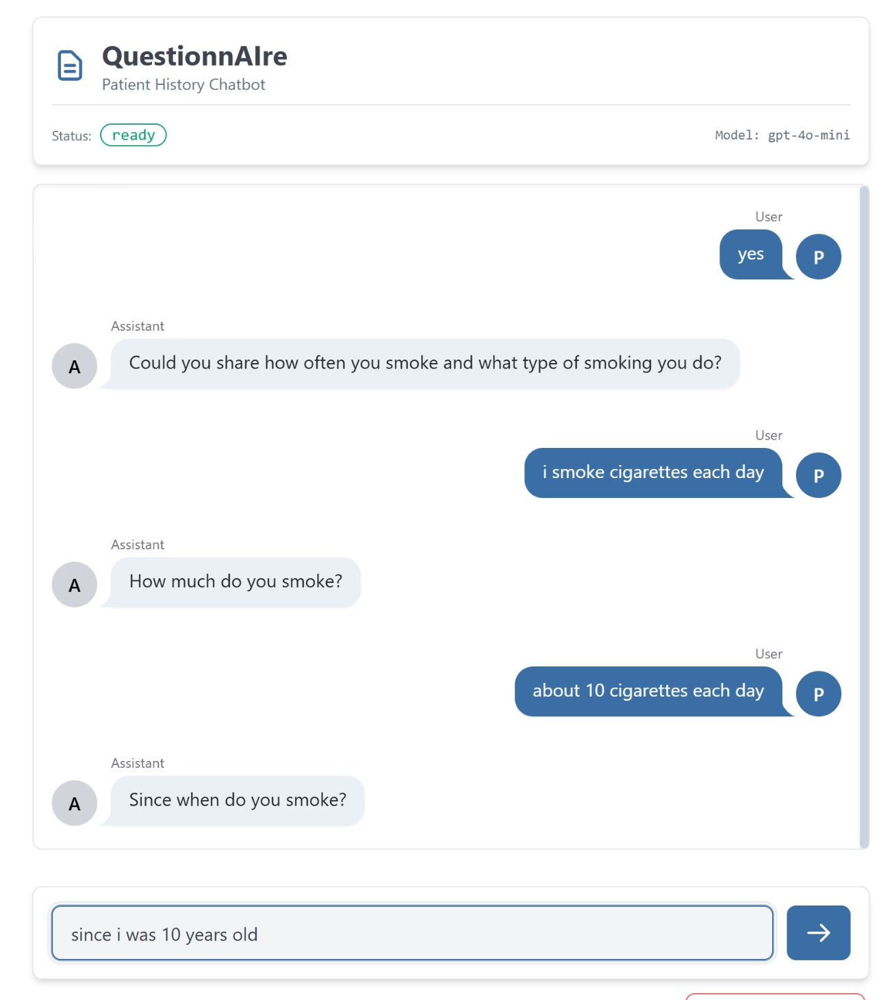 QuestionnAIre
Patient History Chatbot
Status: ready
Model: gpt-4o-mini
User
yes
P
Assistant
A
Could you share how often you smoke and what type of smoking you do?
User
i smoke cigarettes each day
P
Assistant
A
How much do you smoke?
User
about 10 cigarettes each day
P
Assistant
A
Since when do you smoke?
since i was 10 years old